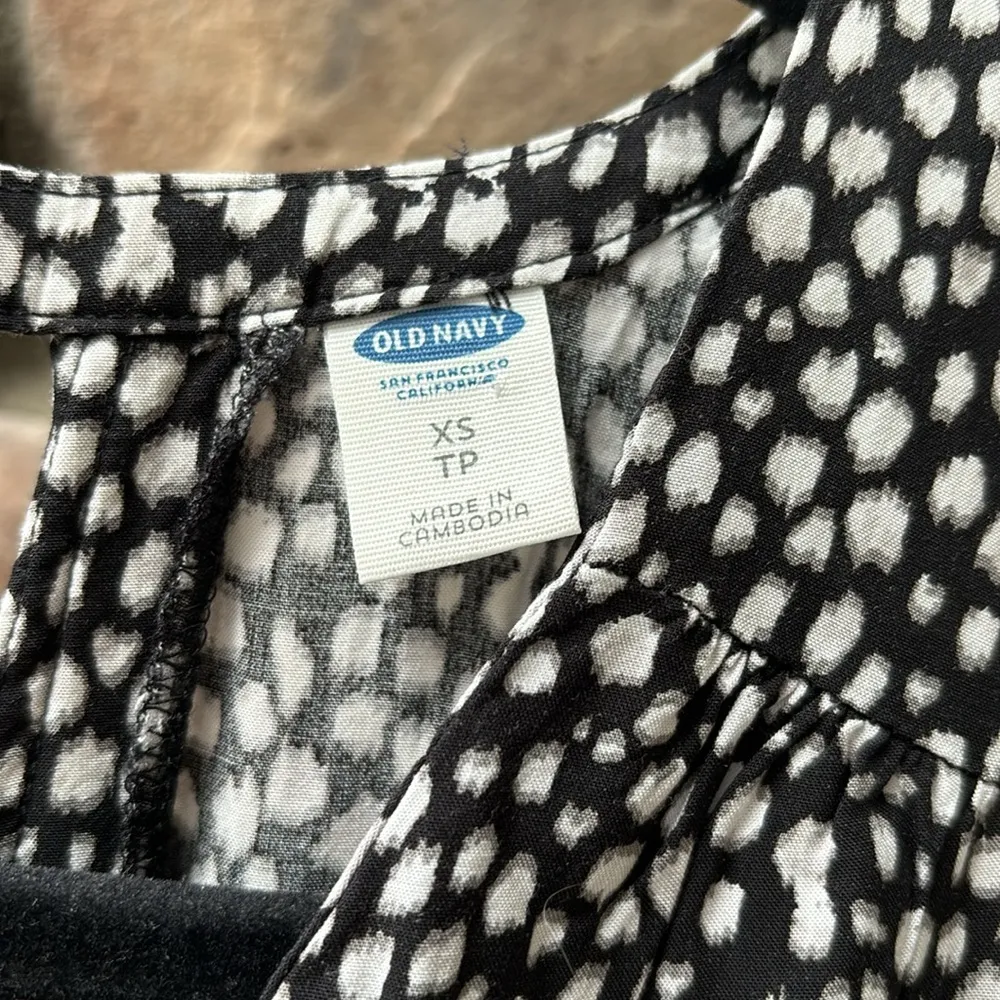 OLD NAVY
SAN FRANCISCO
CALIFORNIA
XS
TP
MADE IN
CAMBODIA